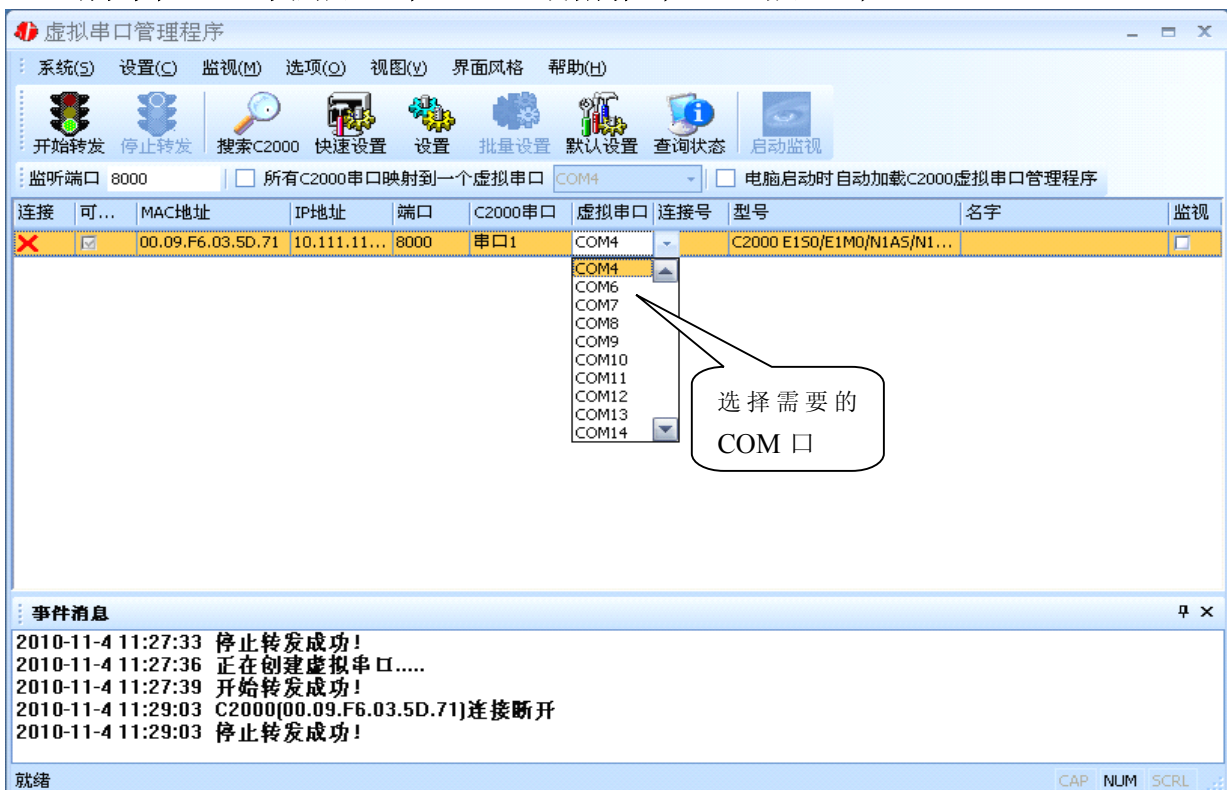 虚拟串口管理程序
系统(S) 设置(C) 监视(M) 选项(O) 视图(V) 界面风格 帮助(H)
开始转发 停止转发 搜索C2000 快速设置 设置 批量设置 默认设置 查询状态 启动监视
监听端口 8000 所有C2000串口映射到一个虚拟串口 COM4 电脑启动时自动加载C2000虚拟串口管理程序
连接 可... MAC地址 IP地址 端口 C2000串口 虚拟串口 连接号 型号 名字 监视
00.09.F6.03.5D.71 10.111.11... 8000 串口1 COM4 C2000 E1S0/E1M0/N1AS/N1...
COM4
COM6
COM7
COM8
COM9
COM10
COM11
COM12
COM13
COM14
选择需要的
COM 口
事件消息
2010-11-4 11:27:33 停止转发成功!
2010-11-4 11:27:36 正在创建虚拟串口.....
2010-11-4 11:27:39 开始转发成功!
2010-11-4 11:29:03 C2000(00.09.F6.03.5D.71)连接断开
2010-11-4 11:29:03 停止转发成功!
就绪 CAP NUM SCRL